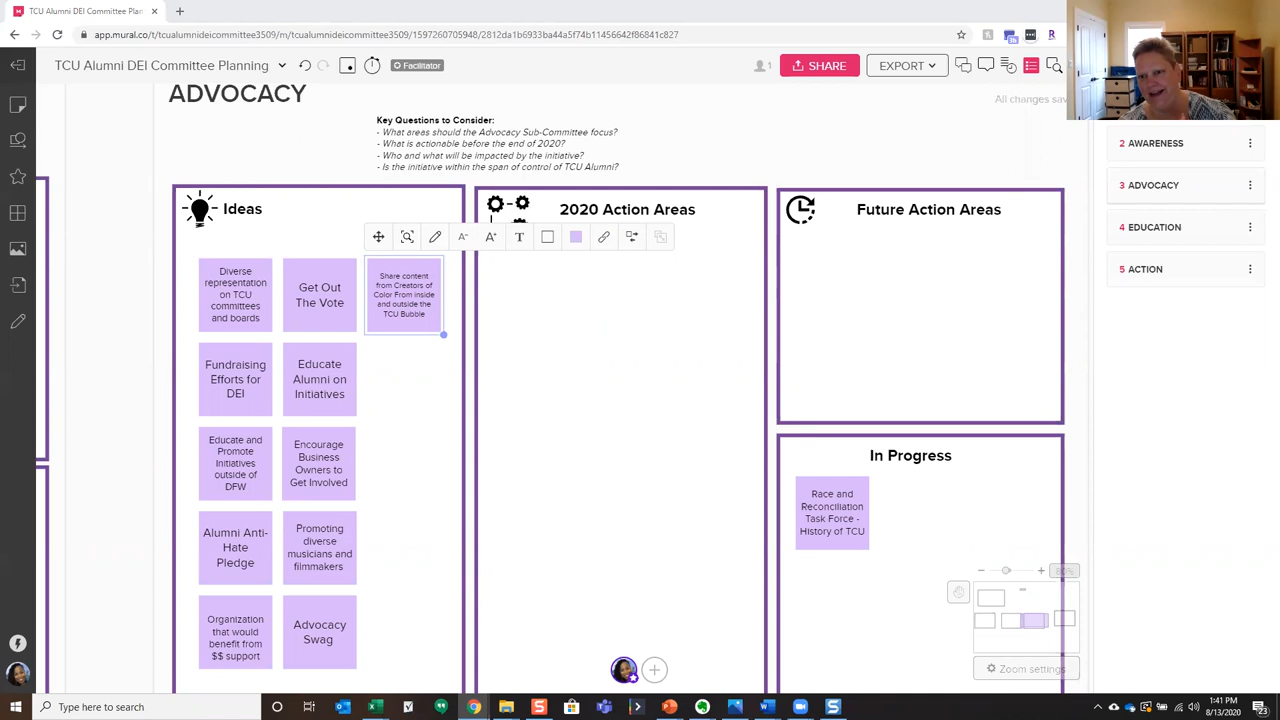 TCU Alumni DEI Committee Plannin
app.mural.co/t/tcualumnideicommittee3509/m/tcualumnideicommittee3509/1597260705948/2812da1b6933ba44a5f74b11456642f86841c827
TCU Alumni DEI Committee Planning
Facilitator
1
SHARE
EXPORT
ADVOCACY
All changes sav
Key Questions to Consider:
- What areas should the Advocacy Sub-Committee focus?
- What is actionable before the end of 2020?
- Who and what will be impacted by the initiative?
- Is the initiative within the span of control of TCU Alumni?
2 AWARENESS
3 ADVOCACY
4 EDUCATION
5 ACTION
Ideas
Diverse
representation
on TCU
committees
and boards
Get Out
The Vote
Share content
from Creators of
Color From inside
and outside the
TCU Bubble
Fundraising
Efforts for
DEI
Educate
Alumni on
Initiatives
Educate and
Promote
Initiatives
outside of
DFW
Encourage
Business
Owners to
Get Involved
Alumni Anti-
Hate
Pledge
Promoting
diverse
musicians and
filmmakers
Organization
that would
benefit from
$$ support
Advocacy
Swag
2020 Action Areas
A-
A+
T
Future Action Areas
In Progress
Race and
Reconciliation
Task Force -
History of TCU
Zoom settings
Type here to search
1:41 PM
8/13/2020
23